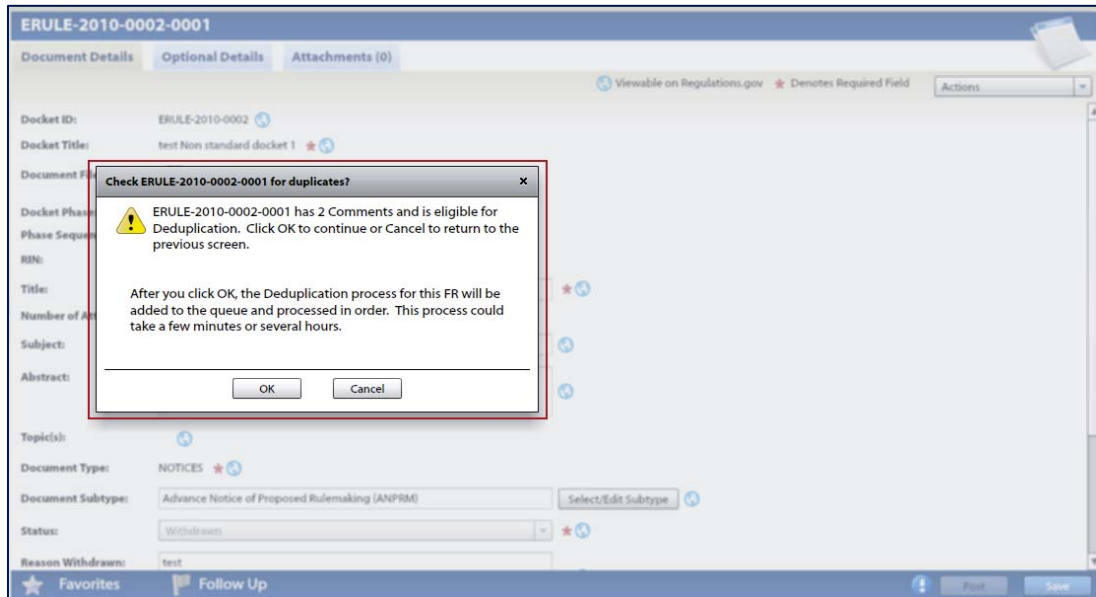 ERULE-2010-0002-0001
Document Details Optional Details Attachments (0)
Viewable on Regulations.gov ★ Denotes Required Field Actions
Docket ID: ERULE-2010-0002
Docket Title: test Non standard docket 1
Document
Check ERULE-2010-0002-0001 for duplicates? x
Docket Phase
ERULE-2010-0002-0001 has 2 Comments and is eligible for
Deduplication. Click OK to continue or Cancel to return to the
previous screen.
Phase
RIN:
Title:
After you click OK, the Deduplication process for this FR will be
added to the queue and processed in order. This process could
take a few minutes or several hours.
Number of
Subject:
Abstract:
OK Cancel
Topic(s):
Document Type: NOTICES
Document Subtype: Advance Notice of Proposed Rulemaking (ANPRM) Select/Edit Subtype
Status: Withdrawn
Reason Withdrawn: test
Favorites Follow Up Post Save